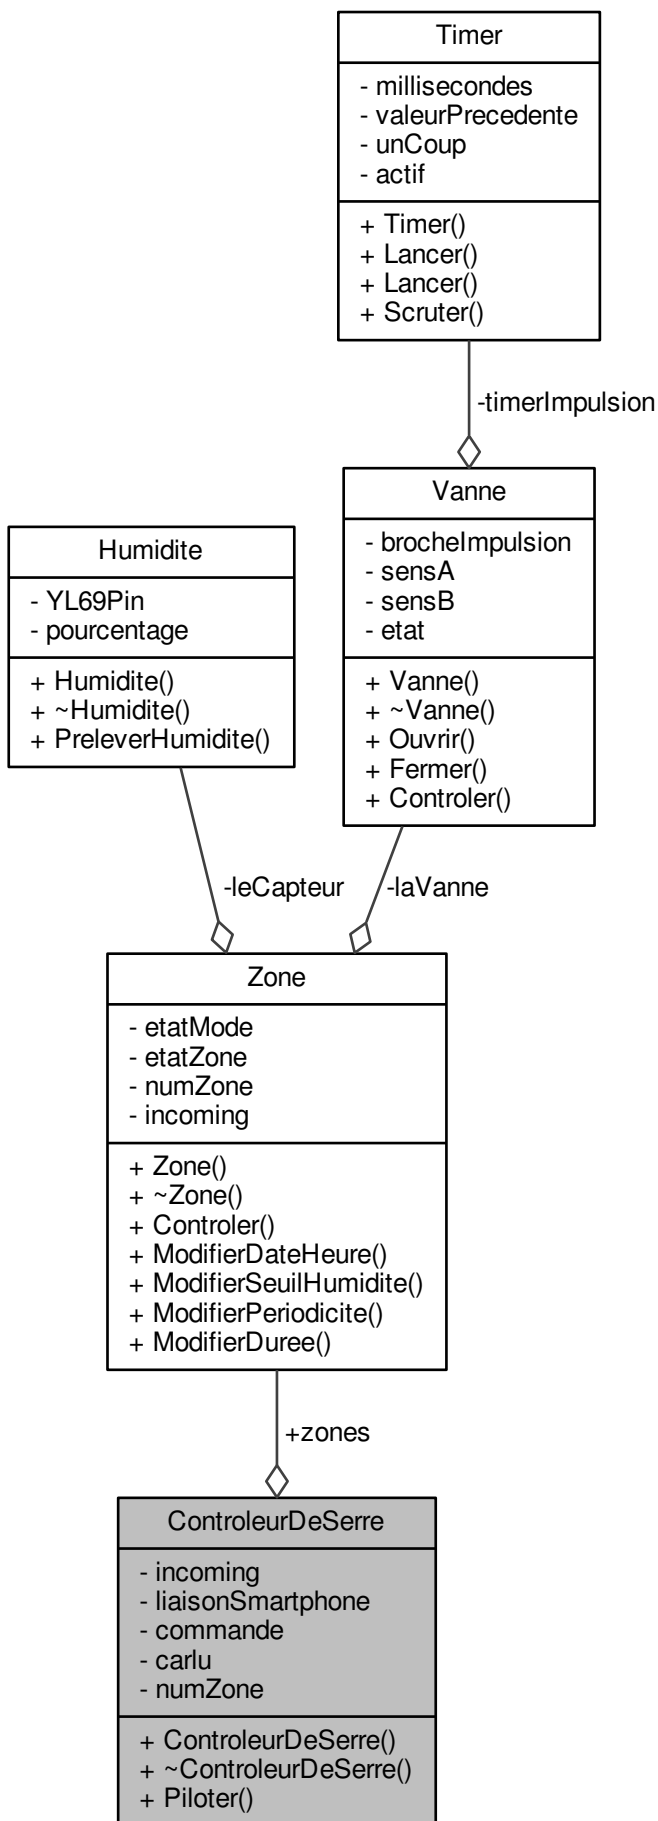 Timer
- millisecondes
- valeurPrecedente
- unCoup
- actif
+ Timer()
+ Lancer()
+ Lancer()
+ Scruter()
-timerImpulsion
Vanne
- brocheImpulsion
- sensA
- sensB
- etat
+ Vanne()
+ ~Vanne()
+ Ouvrir()
+ Fermer()
+ Controler()
Humidite
- YL69Pin
- pourcentage
+ Humidite()
+ ~Humidite()
+ PreleverHumidite()
-leCapteur
-laVanne
Zone
- etatMode
- etatZone
- numZone
- incoming
+ Zone()
+ ~Zone()
+ Controler()
+ ModifierDateHeure()
+ ModifierSeuilHumidite()
+ ModifierPeriodicite()
+ ModifierDuree()
+zones
ControleurDeSerre
- incoming
- liaisonSmartphone
- commande
- carlu
- numZone
+ ControleurDeSerre()
+ ~ControleurDeSerre()
+ Piloter()